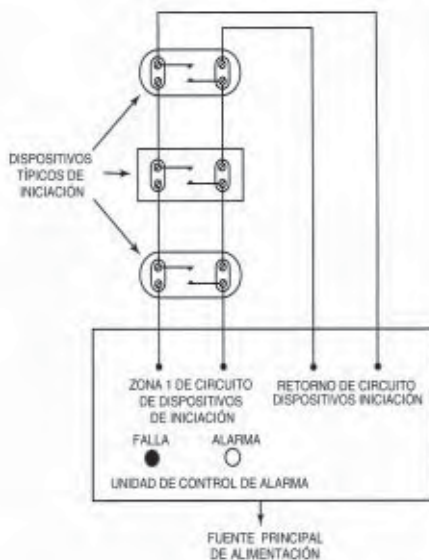 DISPOSITIVOS
TÍPICOS DE
INICIACIÓN
ZONA 1 DE CIRCUITO
DE DISPOSITIVOS
DE INICIACIÓN
RETORNO DE CIRCUITO
DISPOSITIVOS INICIACIÓN
FALLA
ALARMA
UNIDAD DE CONTROL DE ALARMA
FUENTE PRINCIPAL
DE ALIMENTACIÓN